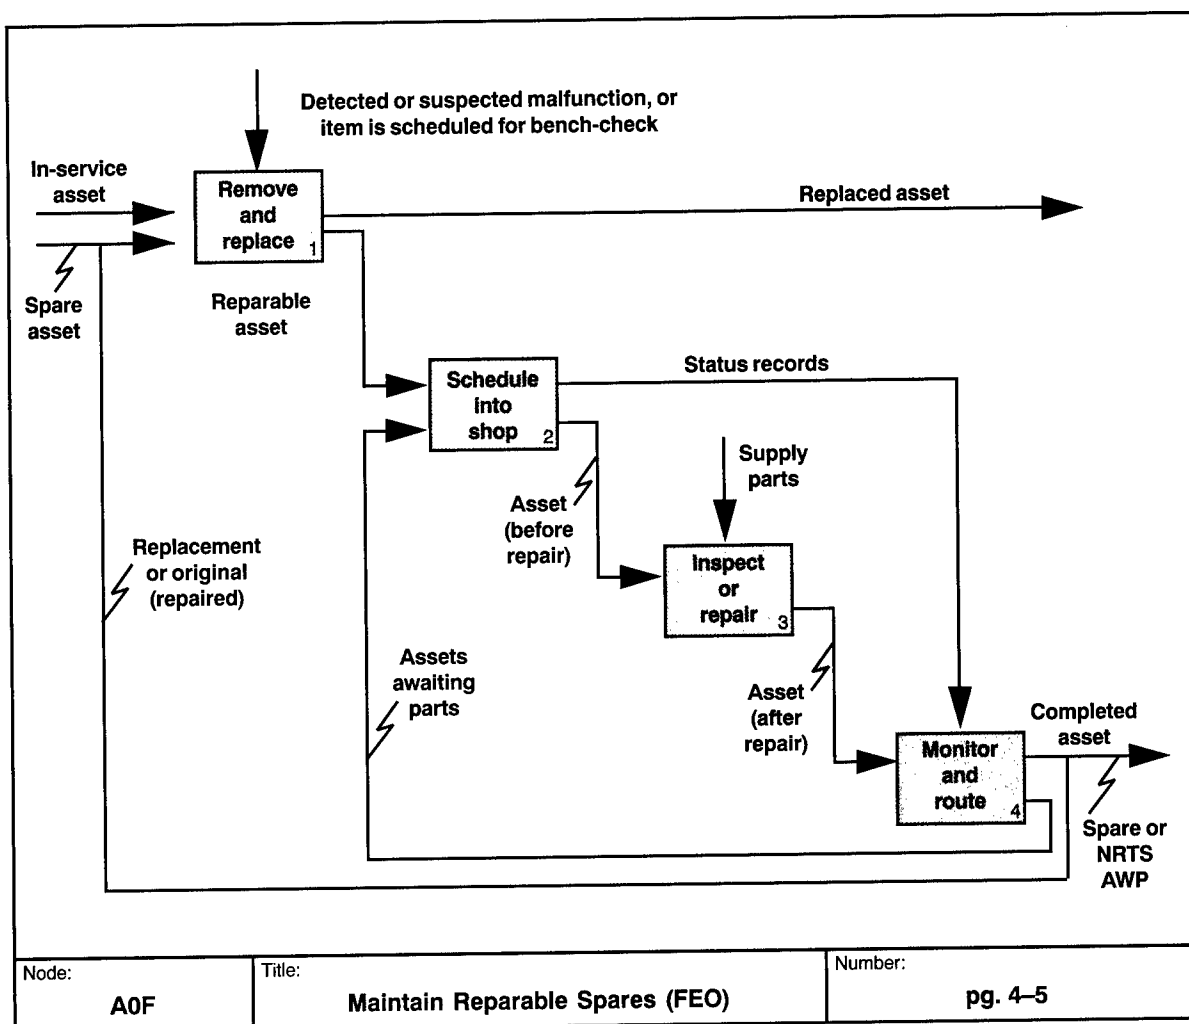 Detected or suspected malfunction, or
item is scheduled for bench-check
In-service
asset
Remove
and
replace 1
Replaced asset
Spare
asset
Reparable
asset
Schedule
into
shop 2
Status records
Supply
parts
Asset
(before
repair)
Inspect
or
repair 3
Replacement
or original
(repaired)
Assets
awaiting
parts
Asset
(after
repair)
Monitor
and
route 4
Completed
asset
Spare or
NRTS
AWP
Node:
A0F
Title:
Maintain Reparable Spares (FEO)
Number:
pg. 4–5